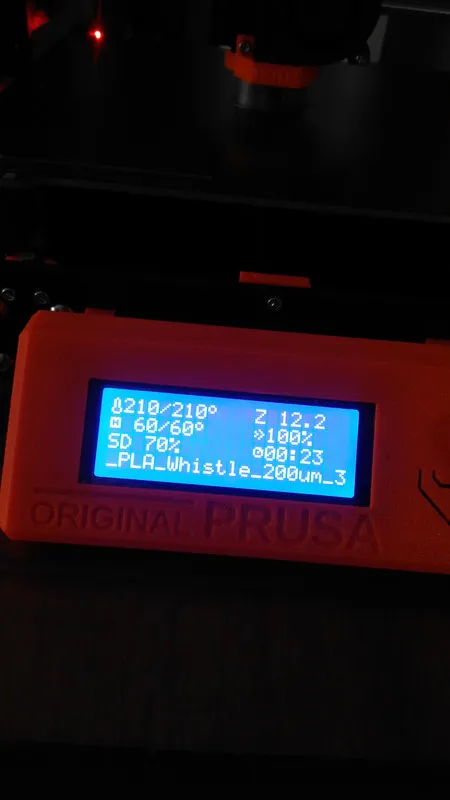 210/210° Z 12.2
60/60° 100%
SD 70% 00:23
_PLA_Whistle_200um_3
ORIGINAL PRUSA